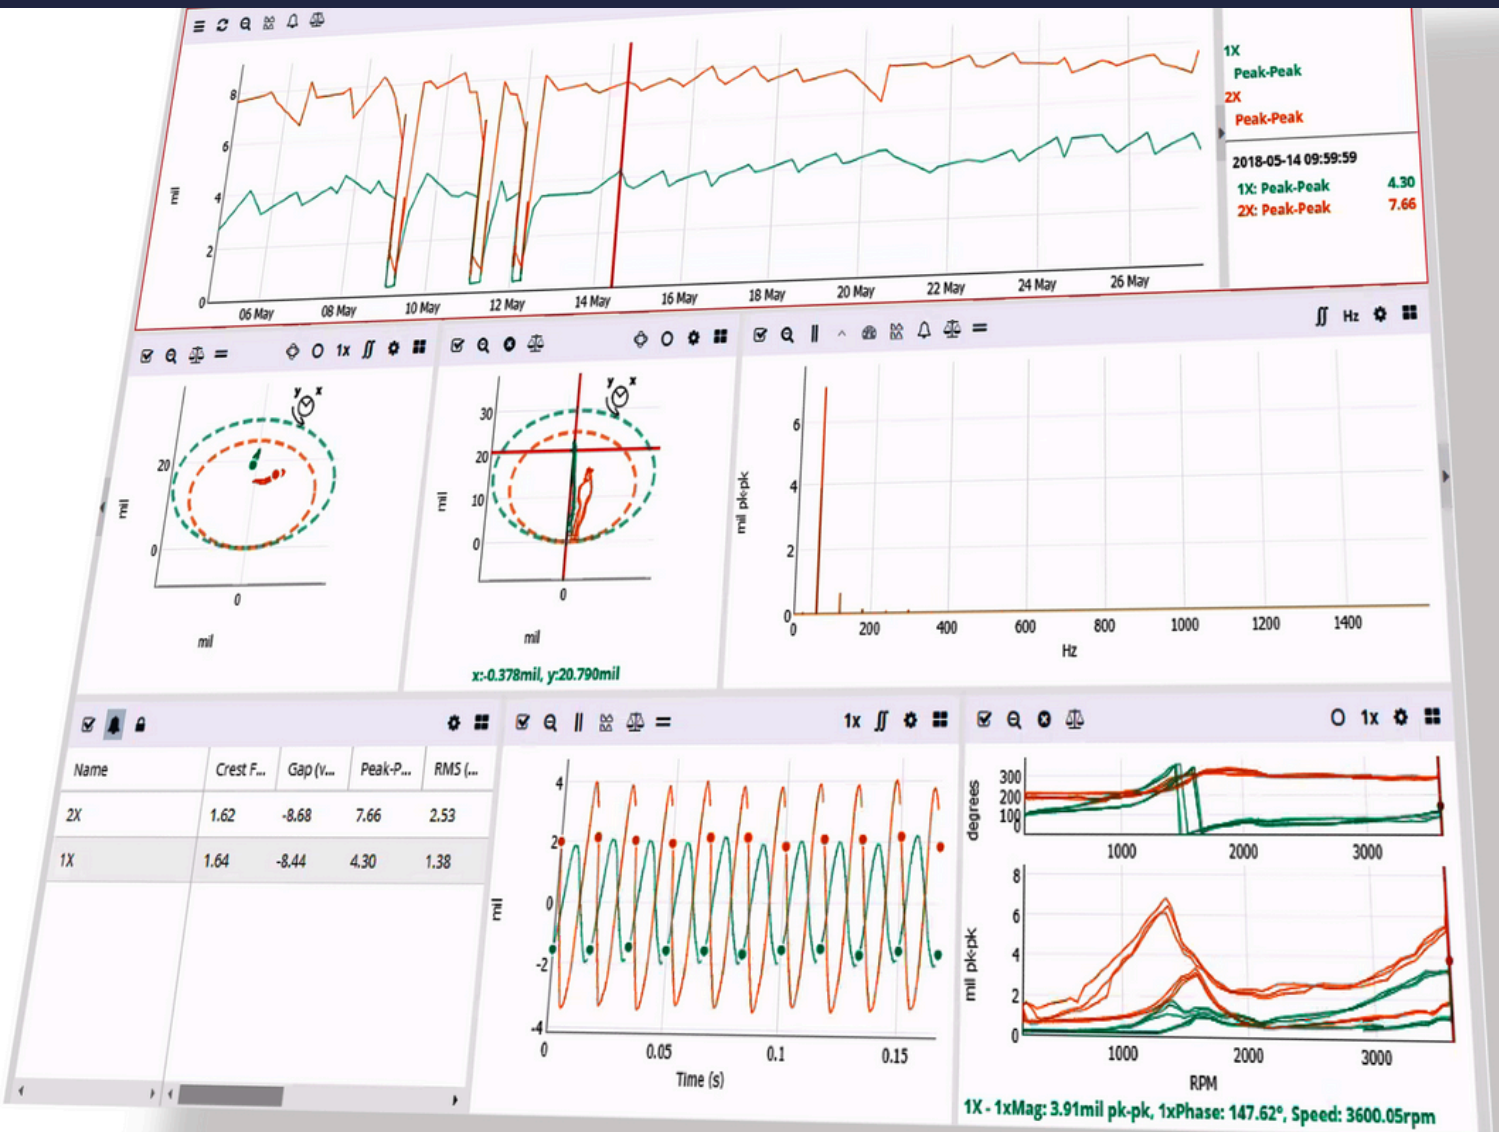 8
6
4
2
0
mil
06 May
08 May
10 May
12 May
14 May
16 May
18 May
20 May
22 May
24 May
26 May
1X
Peak-Peak
2X
Peak-Peak
2018-05-14 09:59:59
1X: Peak-Peak 4.30
2X: Peak-Peak 7.66
1x
y x
20
0
mil
0
mil
y x
30
20
10
0
mil
0
mil
x:-0.378mil, y:20.790mil
Hz
6
4
2
0
mil pk-pk
0 200 400 600 800 1000 1200 1400
Hz
Name Crest F... Gap (v... Peak-P... RMS (...
2X 1.62 -8.68 7.66 2.53
1X 1.64 -8.44 4.30 1.38
1x
4
2
0
-2
-4
mil
0 0.05 0.1 0.15
Time (s)
1x
300
200
100
0
degrees
1000 2000 3000
8
6
4
2
0
mil pk-pk
1000 2000 3000
RPM
1X - 1xMag: 3.91mil pk-pk, 1xPhase: 147.62°, Speed: 3600.05rpm